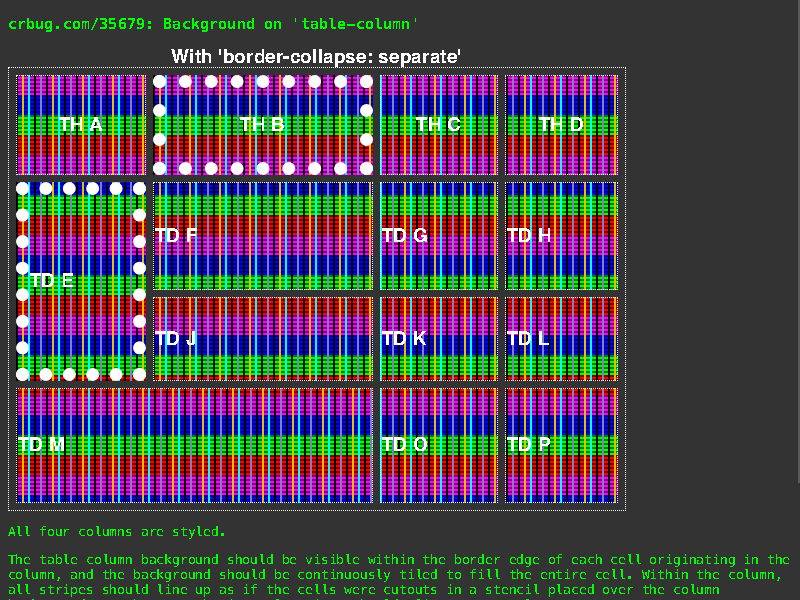 crbug.com/35679: Background on 'table-column'
With 'border-collapse: separate'
TH A TH B TH C TH D
TD E
TD F TD G TD H
TD J TD K TD L
TD M TD O TD P
All four columns are styled.
The table column background should be visible within the border edge of each cell originating in the
column, and the background should be continuously tiled to fill the entire cell. Within the column,
all stripes should line up as if the cells were cutouts in a stencil placed over the column